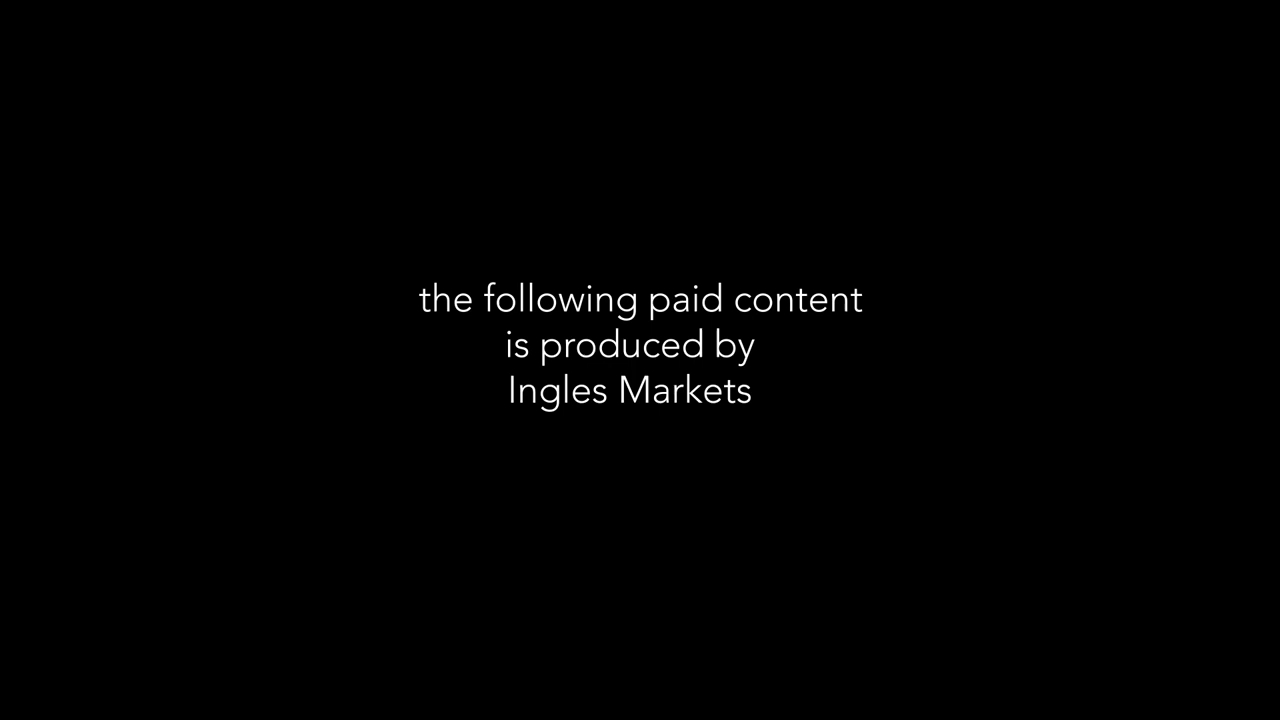 the following paid content
is produced by
Ingles Markets